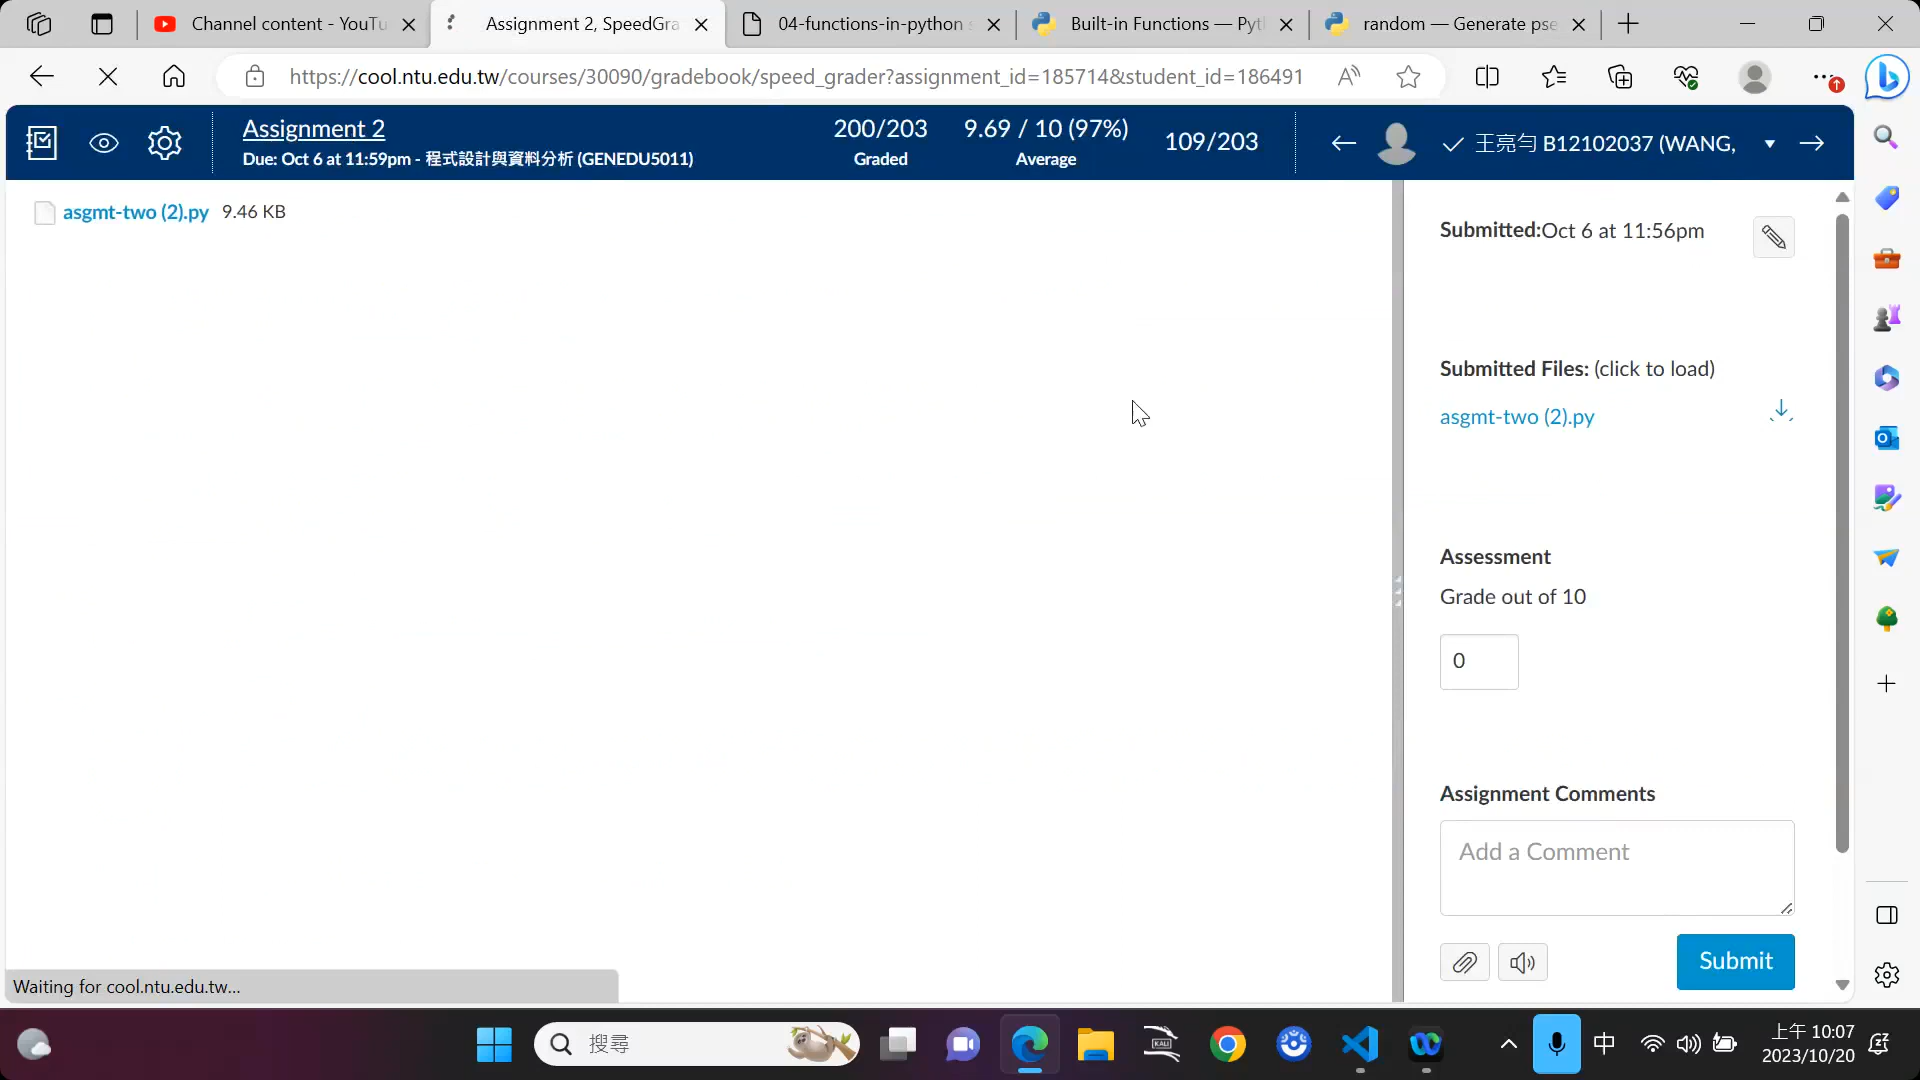 Channel content - YouTu
Assignment 2, SpeedGra
04-functions-in-python s
Built-in Functions — Pyt
random — Generate pse
https://cool.ntu.edu.tw/courses/30090/gradebook/speed_grader?assignment_id=185714&student_id=186491
Assignment 2
Due: Oct 6 at 11:59pm - 程式設計與資料分析 (GENEDU5011)
200/203
Graded
9.69 / 10 (97%)
Average
109/203
王亮勻 B12102037 (WANG,
asgmt-two (2).py 9.46 KB
Submitted:Oct 6 at 11:56pm
Submitted Files: (click to load)
asgmt-two (2).py
Assessment
Grade out of 10
0
Assignment Comments
Add a Comment
Submit
Waiting for cool.ntu.edu.tw...
搜尋
KALI
中
上午 10:07
2023/10/20